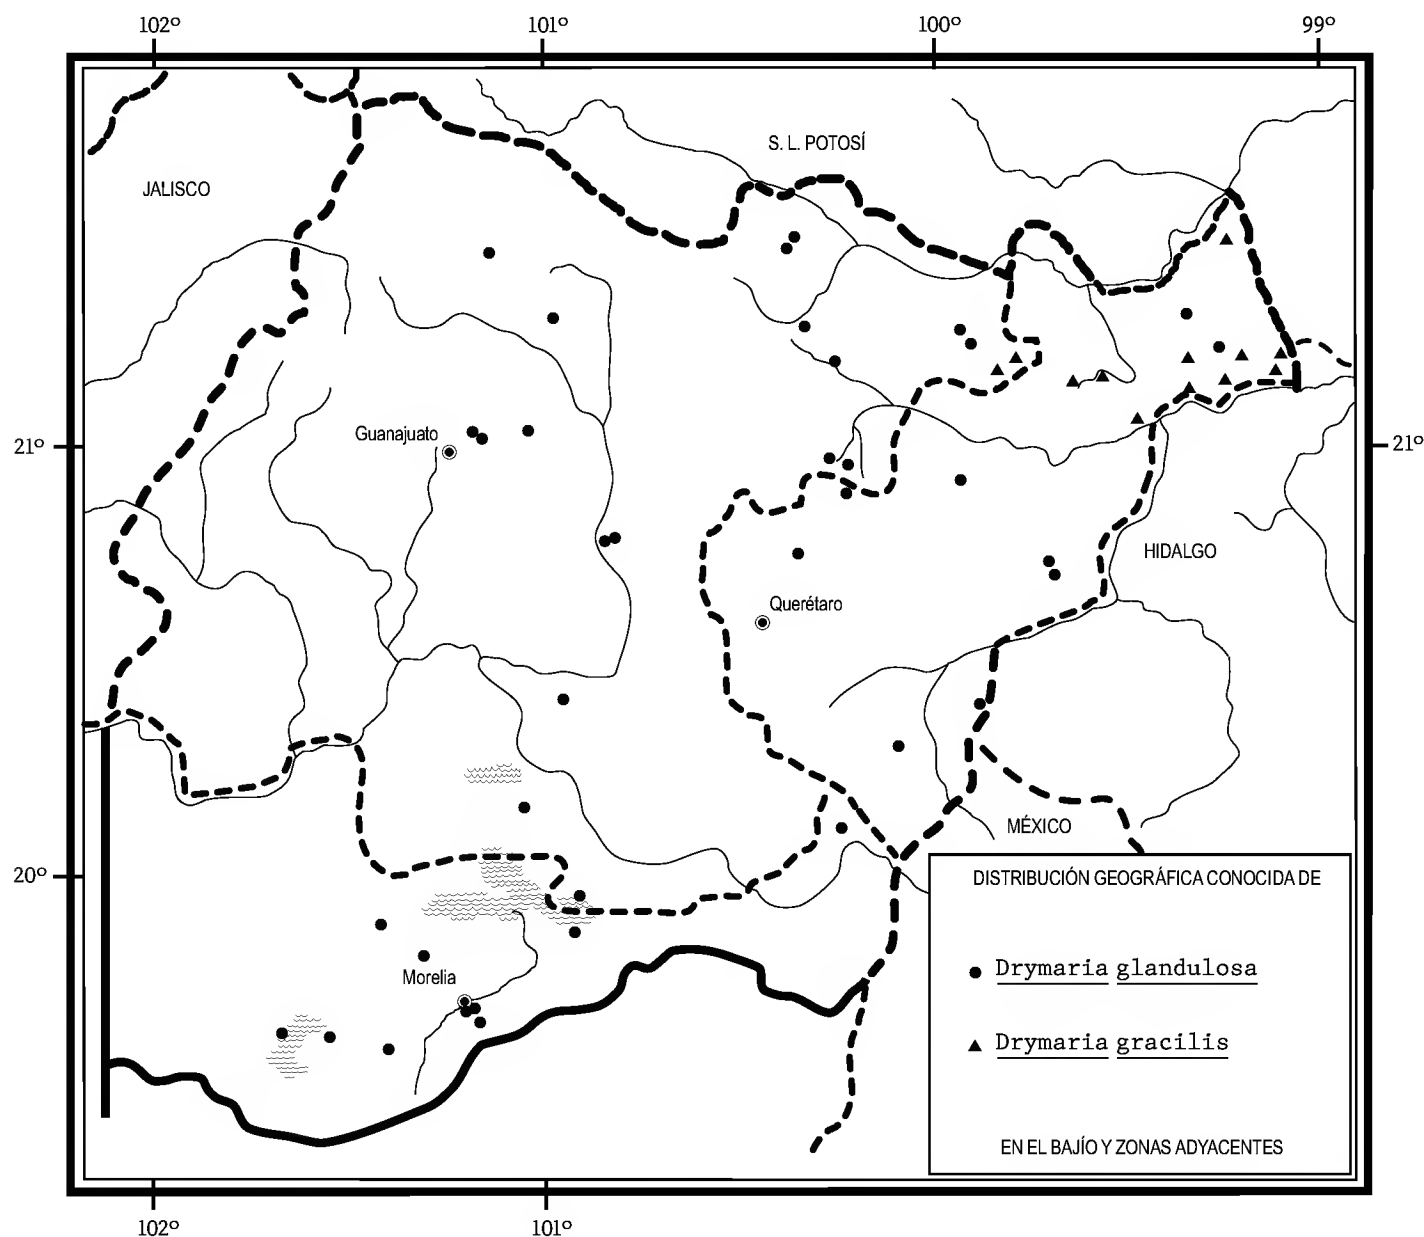 102º 101º 100º 99º
S. L. POTOSÍ
JALISCO
Guanajuato
21º
21º
HIDALGO
Querétaro
MÉXICO
20º
DISTRIBUCIÓN GEOGRÁFICA CONOCIDA DE
Drymaria glandulosa
Morelia
Drymaria gracilis
EN EL BAJÍO Y ZONAS ADYACENTES
102º 101º